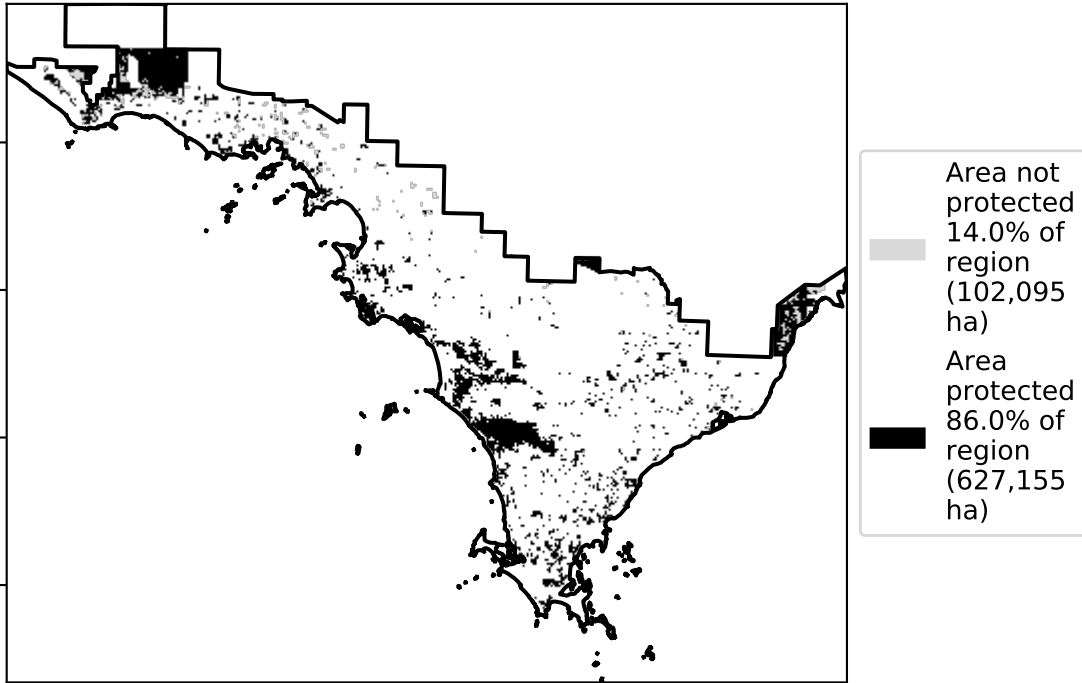 Area not
protected
14.0% of
region
(102,095
ha)
Area
protected
86.0% of
region
(627,155
ha)